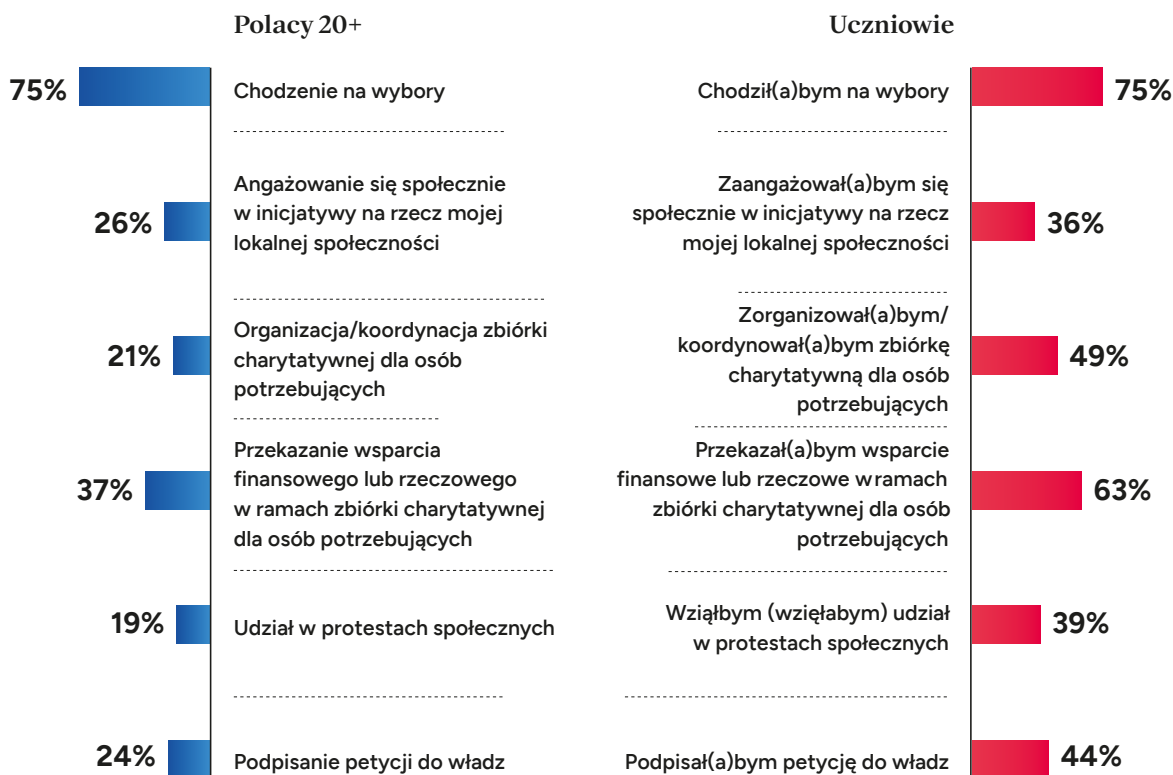 Polacy 20+
75%
Chodzenie na wybory
26%
Angażowanie się społecznie
w inicjatywy na rzecz mojej
lokalnej społeczności
21%
Organizacja/koordynacja zbiórki
charytatywnej dla osób
potrzebujących
37%
Przekazanie wsparcia
finansowego lub rzeczowego
w ramach zbiórki charytatywnej
dla osób potrzebujących
19%
Udział w protestach społecznych
24%
Podpisanie petycji do władz
Uczniowie
Chodził(a)bym na wybory
75%
Zaangażował(a)bym się
społecznie w inicjatywy na rzecz
mojej lokalnej społeczności
36%
Zorganizował(a)bym/
koordynował(a)bym zbiórkę
charytatywną dla osób
potrzebujących
49%
Przekazał(a)bym wsparcie
finansowe lub rzeczowe w ramach
zbiórki charytatywnej dla osób
potrzebujących
63%
Wziąłbym (wzięłabym) udział
w protestach społecznych
39%
Podpisał(a)bym petycję do władz
44%